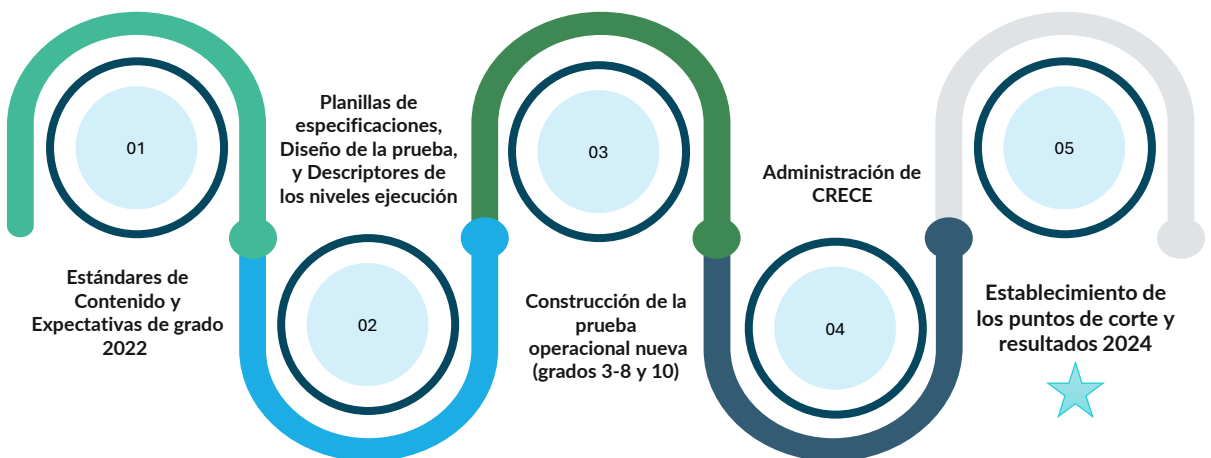 01
Estándares de
Contenido y
Expectativas de grado
2022
Planillas de
especificaciones,
Diseño de la prueba,
y Descriptores de
los niveles ejecución
02
03
Construcción de la
prueba
operacional nueva
(grados 3-8 y 10)
Administración de
CRECE
04
05
Establecimiento de
los puntos de corte y
resultados 2024